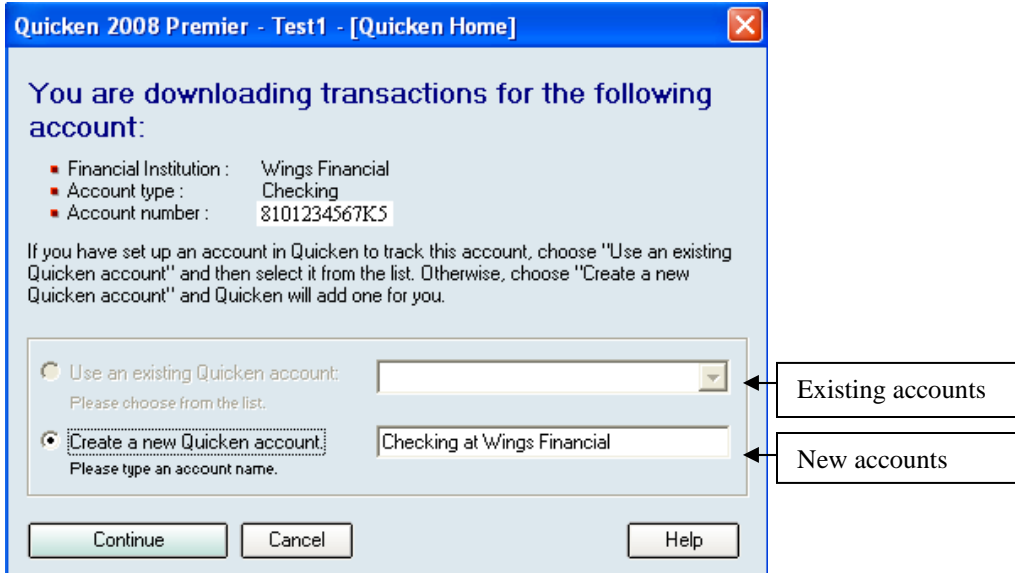 Quicken 2008 Premier - Test1 - [Quicken Home]
You are downloading transactions for the following
account:
Financial Institution : Wings Financial
Account type : Checking
Account number : 8101234567K5
If you have set up an account in Quicken to track this account, choose "Use an existing
Quicken account" and then select it from the list. Otherwise, choose "Create a new
Quicken account" and Quicken will add one for you.
Use an existing Quicken account:
Please choose from the list.
Existing accounts
Create a new Quicken account. Checking at Wings Financial
Please type an account name.
New accounts
Continue Cancel Help